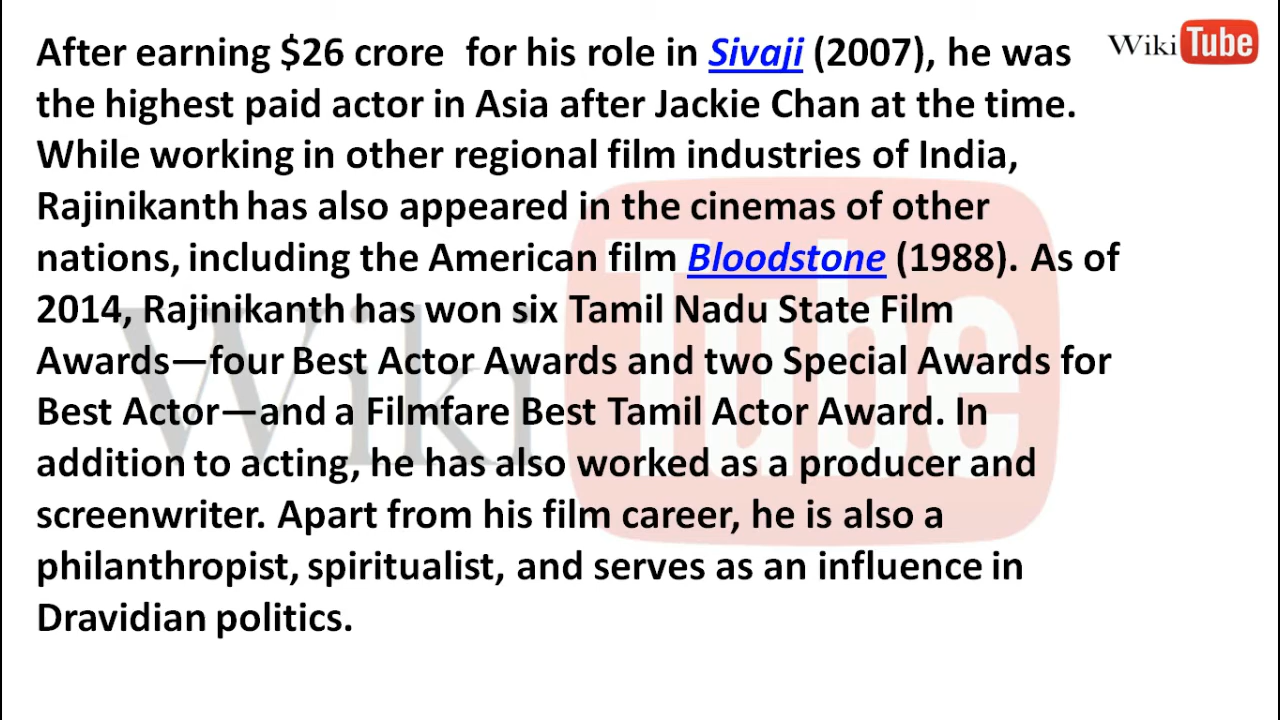 After earning $26 crore  for his role in Sivaji (2007), he was
the highest paid actor in Asia after Jackie Chan at the time.
While working in other regional film industries of India,
Rajinikanth has also appeared in the cinemas of other
nations, including the American film Bloodstone (1988). As of
2014, Rajinikanth has won six Tamil Nadu State Film
Awards—four Best Actor Awards and two Special Awards for
Best Actor—and a Filmfare Best Tamil Actor Award. In
addition to acting, he has also worked as a producer and
screenwriter. Apart from his film career, he is also a
philanthropist, spiritualist, and serves as an influence in
Dravidian politics.
Wiki Tube
Wiki Tube